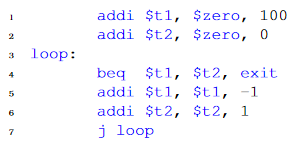 1 addi $t1, $zero, 100
2 addi $t2, $zero, 0
3 loop:
4 beq $t1, $t2, exit
5 addi $t1, $t1, -1
6 addi $t2, $t2, 1
7 j loop